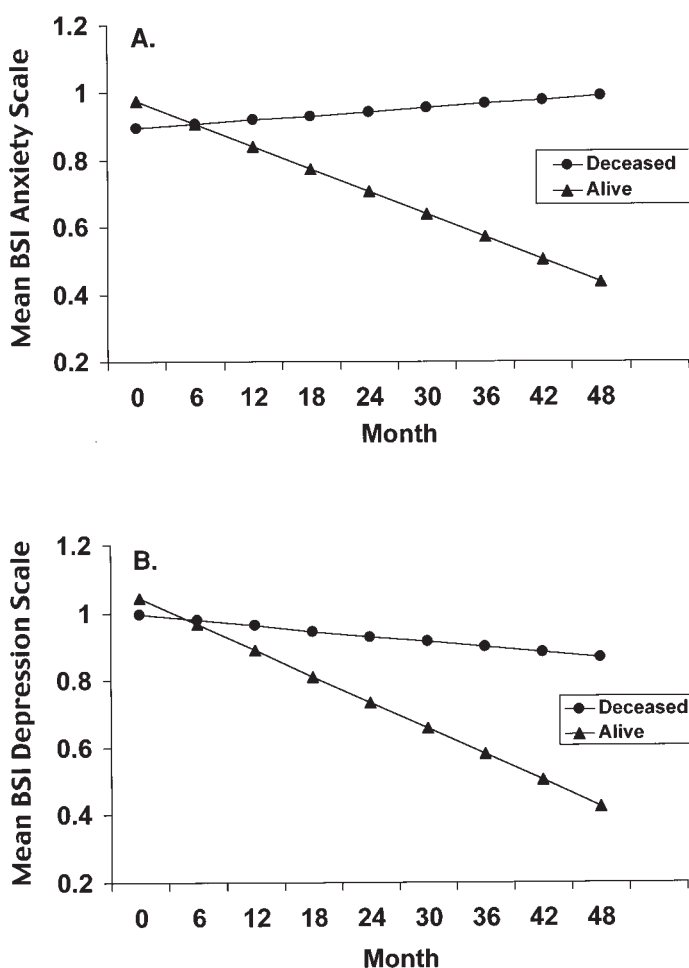 A.
Mean BSI Anxiety Scale
1.2
1
0.8
0.6
0.4
0.2
Deceased
Alive
0 6 12 18 24 30 36 42 48
Month
B.
Mean BSI Depression Scale
1.2
1
0.8
0.6
0.4
0.2
Deceased
Alive
0 6 12 18 24 30 36 42 48
Month